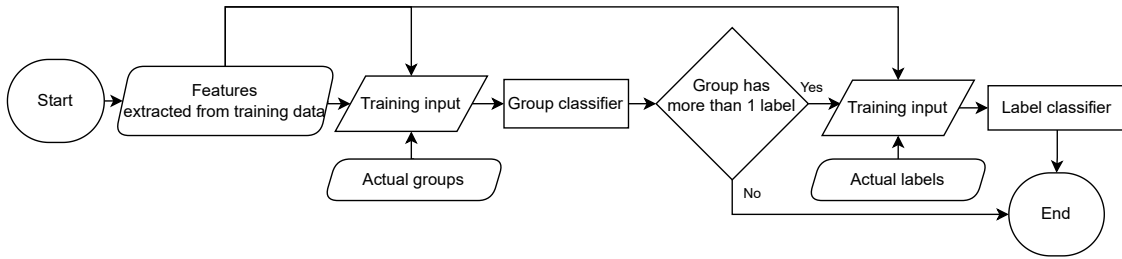 Start
Features
extracted from training data
Training input
Actual groups
Group classifier
Group has
more than 1 label
Yes
No
Training input
Actual labels
Label classifier
End